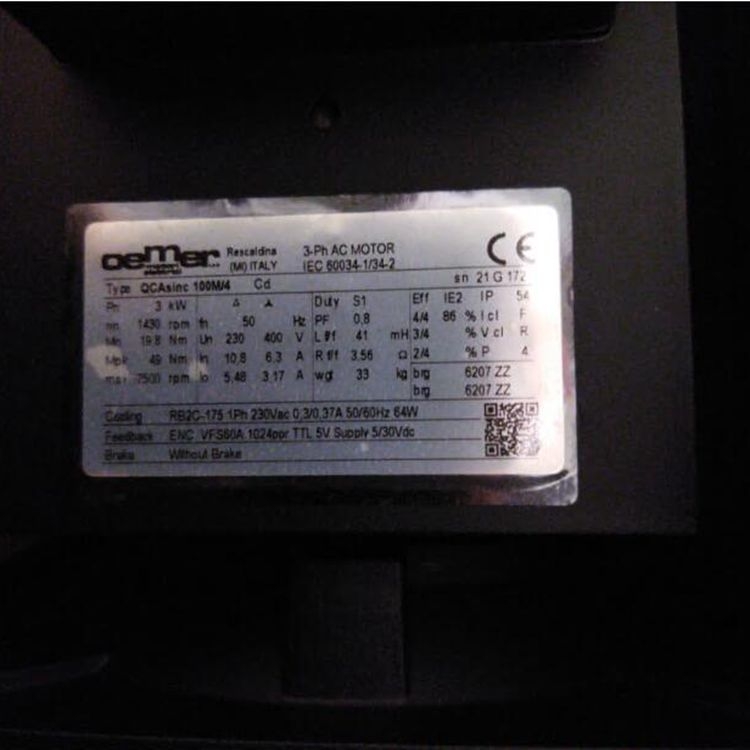 oemer Rescaldina 3-Ph AC MOTOR CE
(MI) ITALY IEC 60034-1/34-2
Type QCAsinc 100M/4 Cd sn 21 G 172
Pn 3 kW Δ Duty S1 Eff IE2 IP 54
nn 1430 rpm fn 50 Hz PF 0,8 4/4 86 % I cl F
Mn 19.8 Nm Un 230 400 V L f/f 41 mH 3/4 % V cl R
Mpk 49 Nm In 10,8 6,3 A R f/f 3,56 Ω 2/4 % P 4
max 7500 rpm Io 5,48 3,17 A wgt 33 kg brg 6207 ZZ
brg 6207 ZZ
Cooling RB2C-175 1Ph 230Vac 0,3/0,37A 50/60Hz 64W
Feedback ENC VFS60A 1024ppr TTL 5V Supply 5/30Vdc
Brake Without Brake